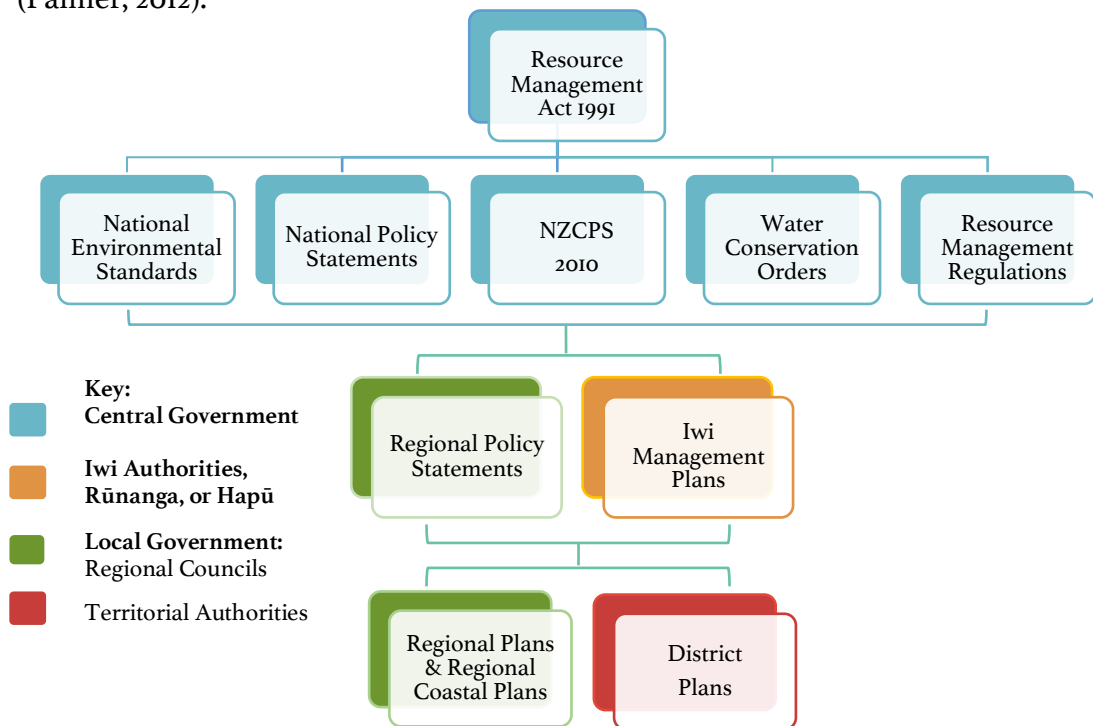 (Palmer, 2012).
Resource
Management
Act 1991
National
Environmental
Standards
National Policy
Statements
NZCPS
2010
Water
Conservation
Orders
Resource
Management
Regulations
Key:
Central Government
Iwi Authorities,
Rūnanga, or Hapū
Local Government:
Regional Councils
Territorial Authorities
Regional Policy
Statements
Iwi
Management
Plans
Regional Plans
& Regional
Coastal Plans
District
Plans